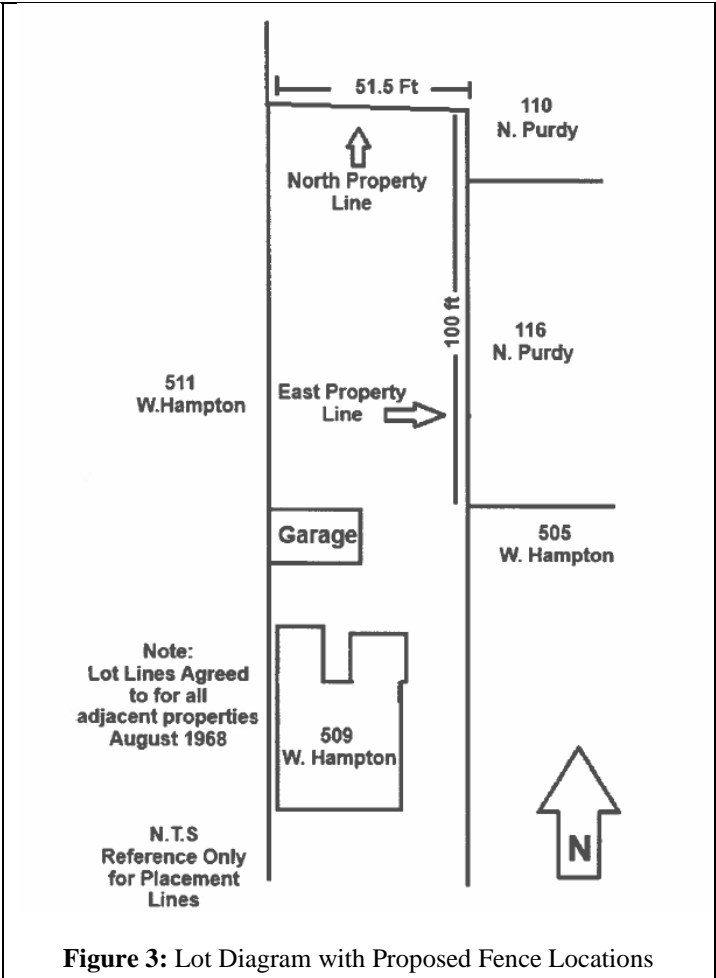 51.5 Ft
110
N. Purdy
North Property
Line
100 ft
116
N. Purdy
511
W.Hampton
East Property
Line
Garage
505
W. Hampton
Note:
Lot Lines Agreed
to for all
adjacent properties
August 1968
509
W. Hampton
N
N.T.S
Reference Only
for Placement
Lines
Figure 3: Lot Diagram with Proposed Fence Locations